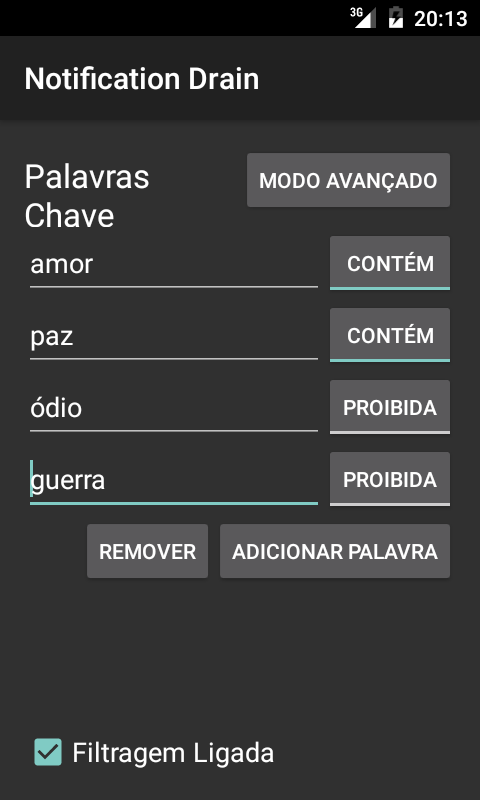 3G 20:13
Notification Drain
Palavras
Chave
MODO AVANÇADO
amor CONTÉM
paz CONTÉM
ódio PROIBIDA
guerra PROIBIDA
REMOVER ADICIONAR PALAVRA
Filtragem Ligada